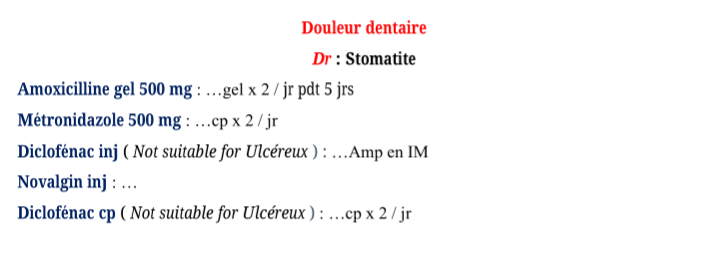 Douleur dentaire
Dr : Stomatite
Amoxicilline gel 500 mg : …gel x 2 / jr pdt 5 jrs
Métronidazole 500 mg : …cp x 2 / jr
Diclofénac inj ( Not suitable for Ulcéreux ) : …Amp en IM
Novalgin inj : …
Diclofénac cp ( Not suitable for Ulcéreux ) : …cp x 2 / jr